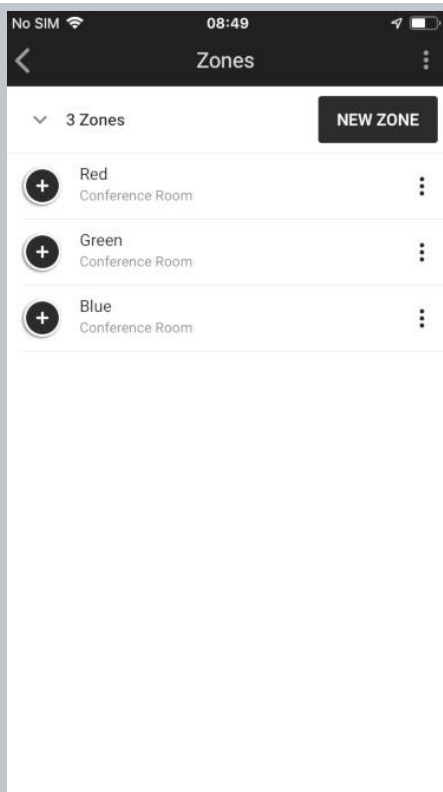 No SIM 08:49
Zones
3 Zones NEW ZONE
Red
Conference Room
Green
Conference Room
Blue
Conference Room